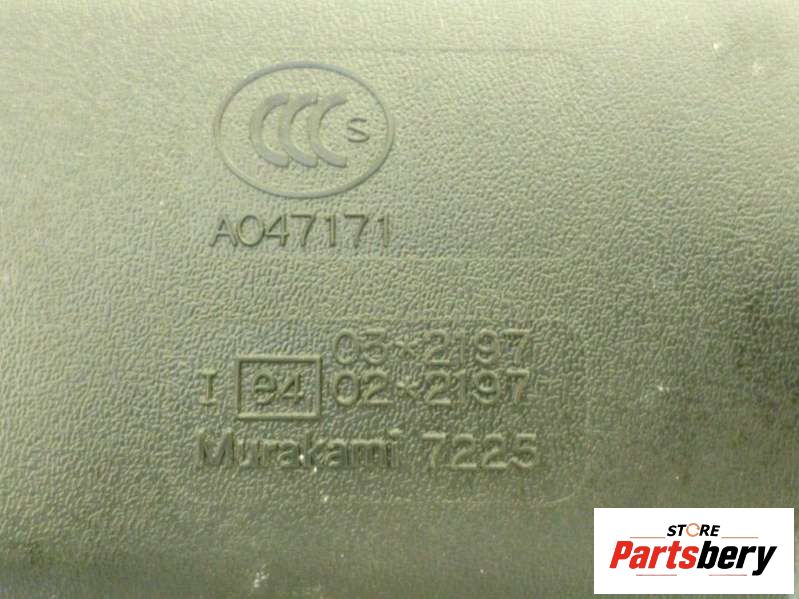 CCC S
A047171
03*2197
I e4 02*2197
Murakami 7225
STORE
Partsbery